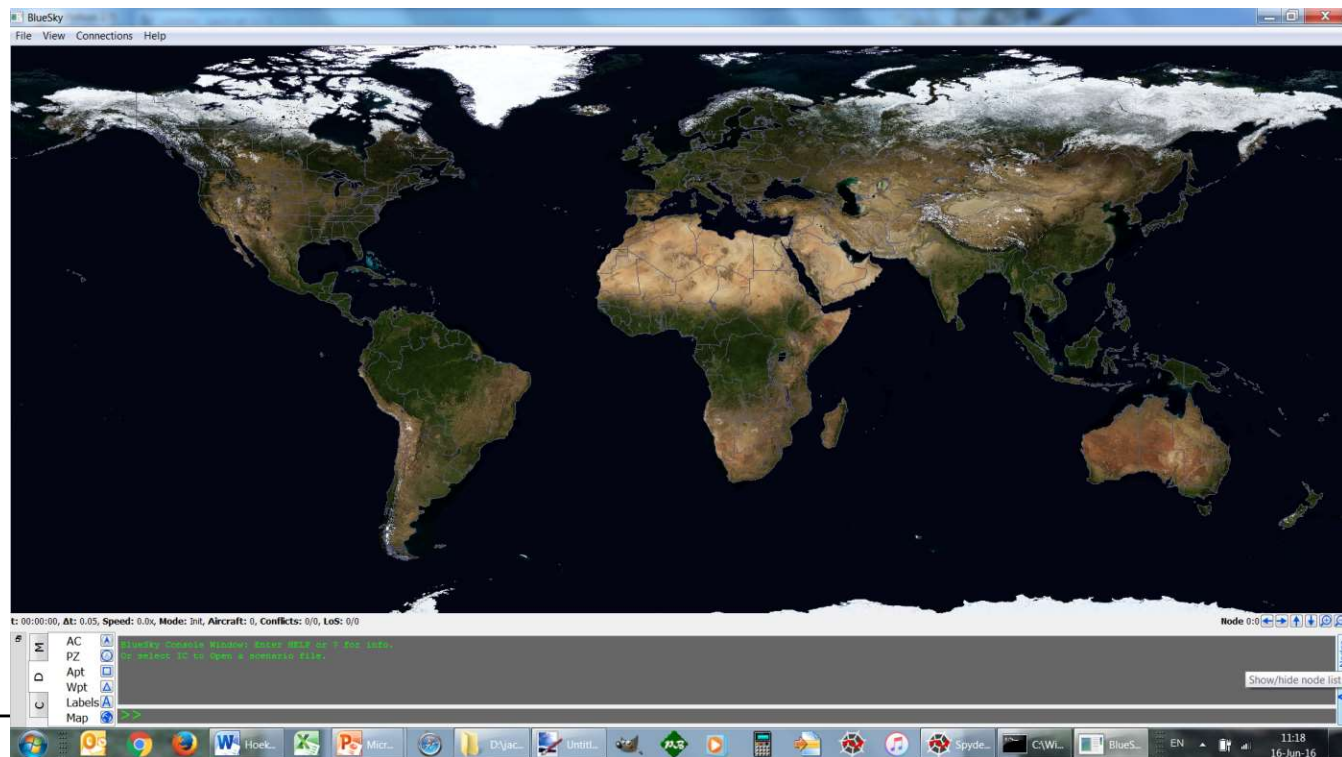 BlueSky
File View Connections Help
t: 00:00:00, Δt: 0.05, Speed: 0.0x, Mode: Init, Aircraft: 0, Conflicts: 0/0, LoS: 0/0
Node 0:0
M
D
C
AC
PZ
Apt
Wpt
Labels
Map
BlueSky Console Window: Enter HELP or ? for info.
Or select IC to Open a scenario file.
>>
Show/hide node list
Hoek... Micr... D:\jac... Untitl... Spyde... C:\Wi... BlueS... EN
11:18
16-Jun-16